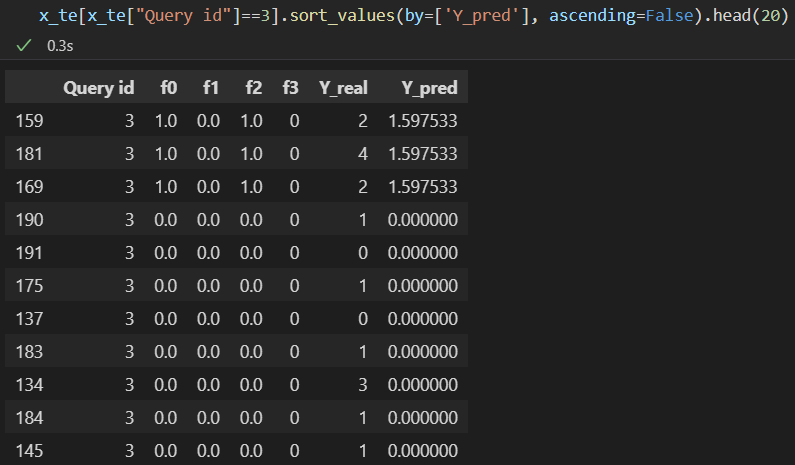 x_te[x_te["Query id"]==3].sort_values(by=['Y_pred'], ascending=False).head(20)
0.3s
Query id f0 f1 f2 f3 Y_real Y_pred
159 3 1.0 0.0 1.0 0 2 1.597533
181 3 1.0 0.0 1.0 0 4 1.597533
169 3 1.0 0.0 1.0 0 2 1.597533
190 3 0.0 0.0 0.0 0 1 0.000000
191 3 0.0 0.0 0.0 0 0 0.000000
175 3 0.0 0.0 0.0 0 1 0.000000
137 3 0.0 0.0 0.0 0 0 0.000000
183 3 0.0 0.0 0.0 0 1 0.000000
134 3 0.0 0.0 0.0 0 3 0.000000
184 3 0.0 0.0 0.0 0 1 0.000000
145 3 0.0 0.0 0.0 0 1 0.000000